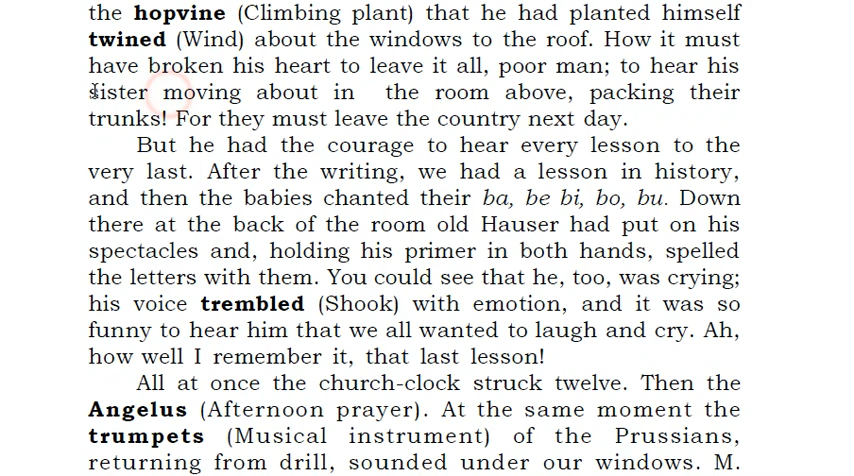 the hopvine (Climbing plant) that he had planted himself
twined (Wind) about the windows to the roof. How it must
have broken his heart to leave it all, poor man; to hear his
sister moving about in the room above, packing their
trunks! For they must leave the country next day.
But he had the courage to hear every lesson to the
very last. After the writing, we had a lesson in history,
and then the babies chanted their ba, be bi, bo, bu. Down
there at the back of the room old Hauser had put on his
spectacles and, holding his primer in both hands, spelled
the letters with them. You could see that he, too, was crying;
his voice trembled (Shook) with emotion, and it was so
funny to hear him that we all wanted to laugh and cry. Ah,
how well I remember it, that last lesson!
All at once the church-clock struck twelve. Then the
Angelus (Afternoon prayer). At the same moment the
trumpets (Musical instrument) of the Prussians,
returning from drill, sounded under our windows. M.